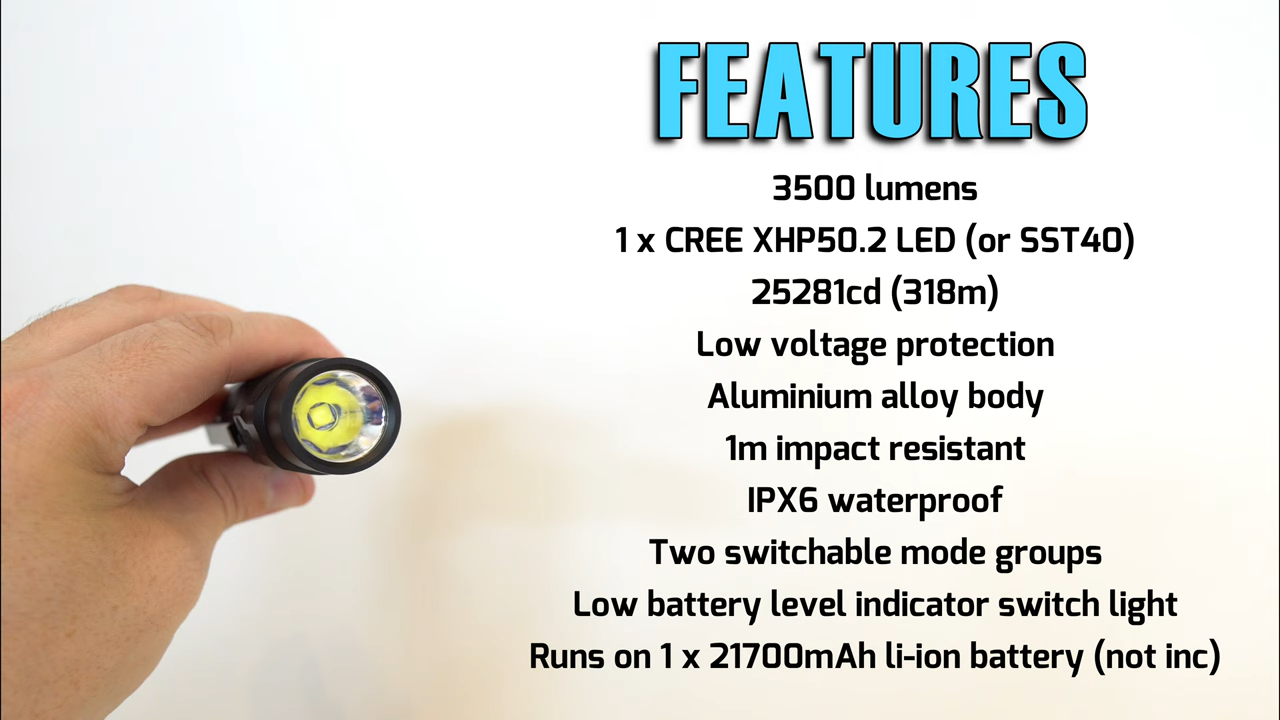 FEATURES
3500 lumens
1 x CREE XHP50.2 LED (or SST40)
25281cd (318m)
Low voltage protection
Aluminium alloy body
1m impact resistant
IPX6 waterproof
Two switchable mode groups
Low battery level indicator switch light
Runs on 1 x 21700mAh li-ion battery (not inc)